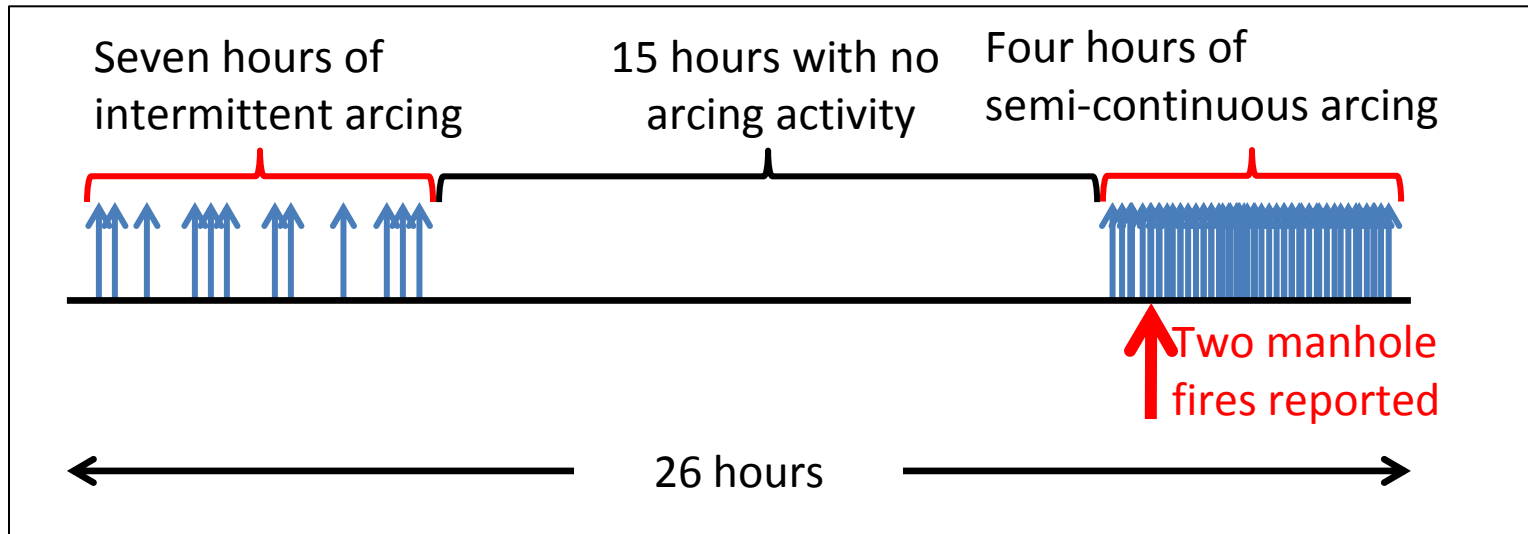 Seven hours of
intermittent arcing
15 hours with no
arcing activity
Four hours of
semi-continuous arcing
Two manhole
fires reported
26 hours